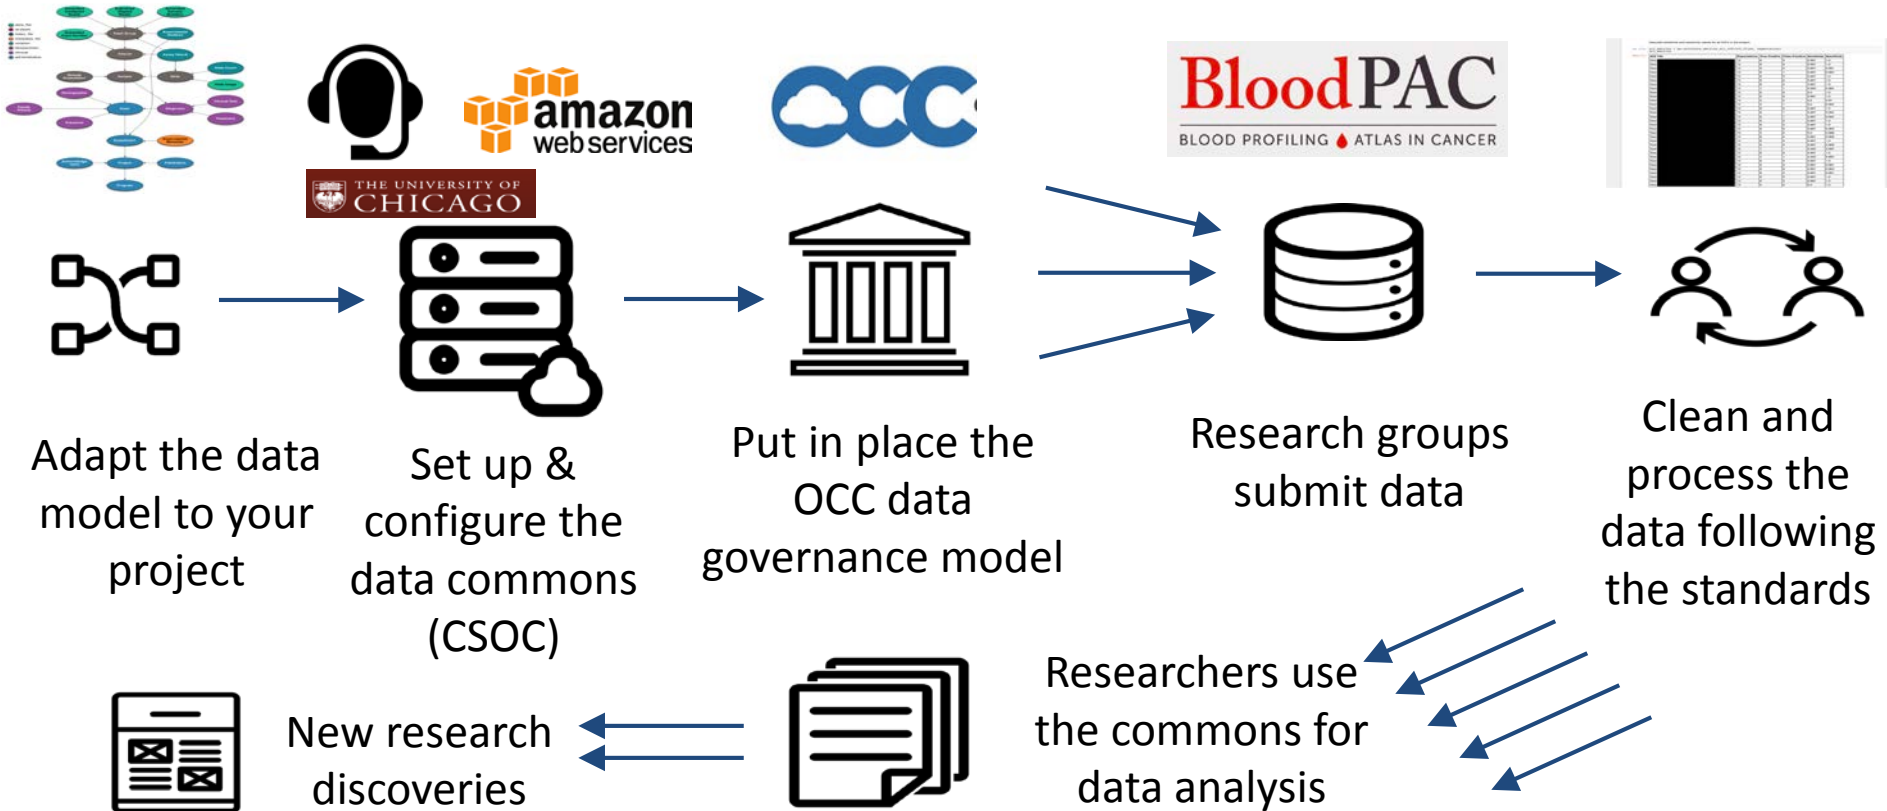 amazon
web services
OCC
BloodPAC
BLOOD PROFILING ATLAS IN CANCER
THE UNIVERSITY OF
CHICAGO
Adapt the data
model to your
project
Set up &
configure the
data commons
(CSOC)
Put in place the
OCC data
governance model
Research groups
submit data
Clean and
process the
data following
the standards
Researchers use
the commons for
data analysis
New research
discoveries